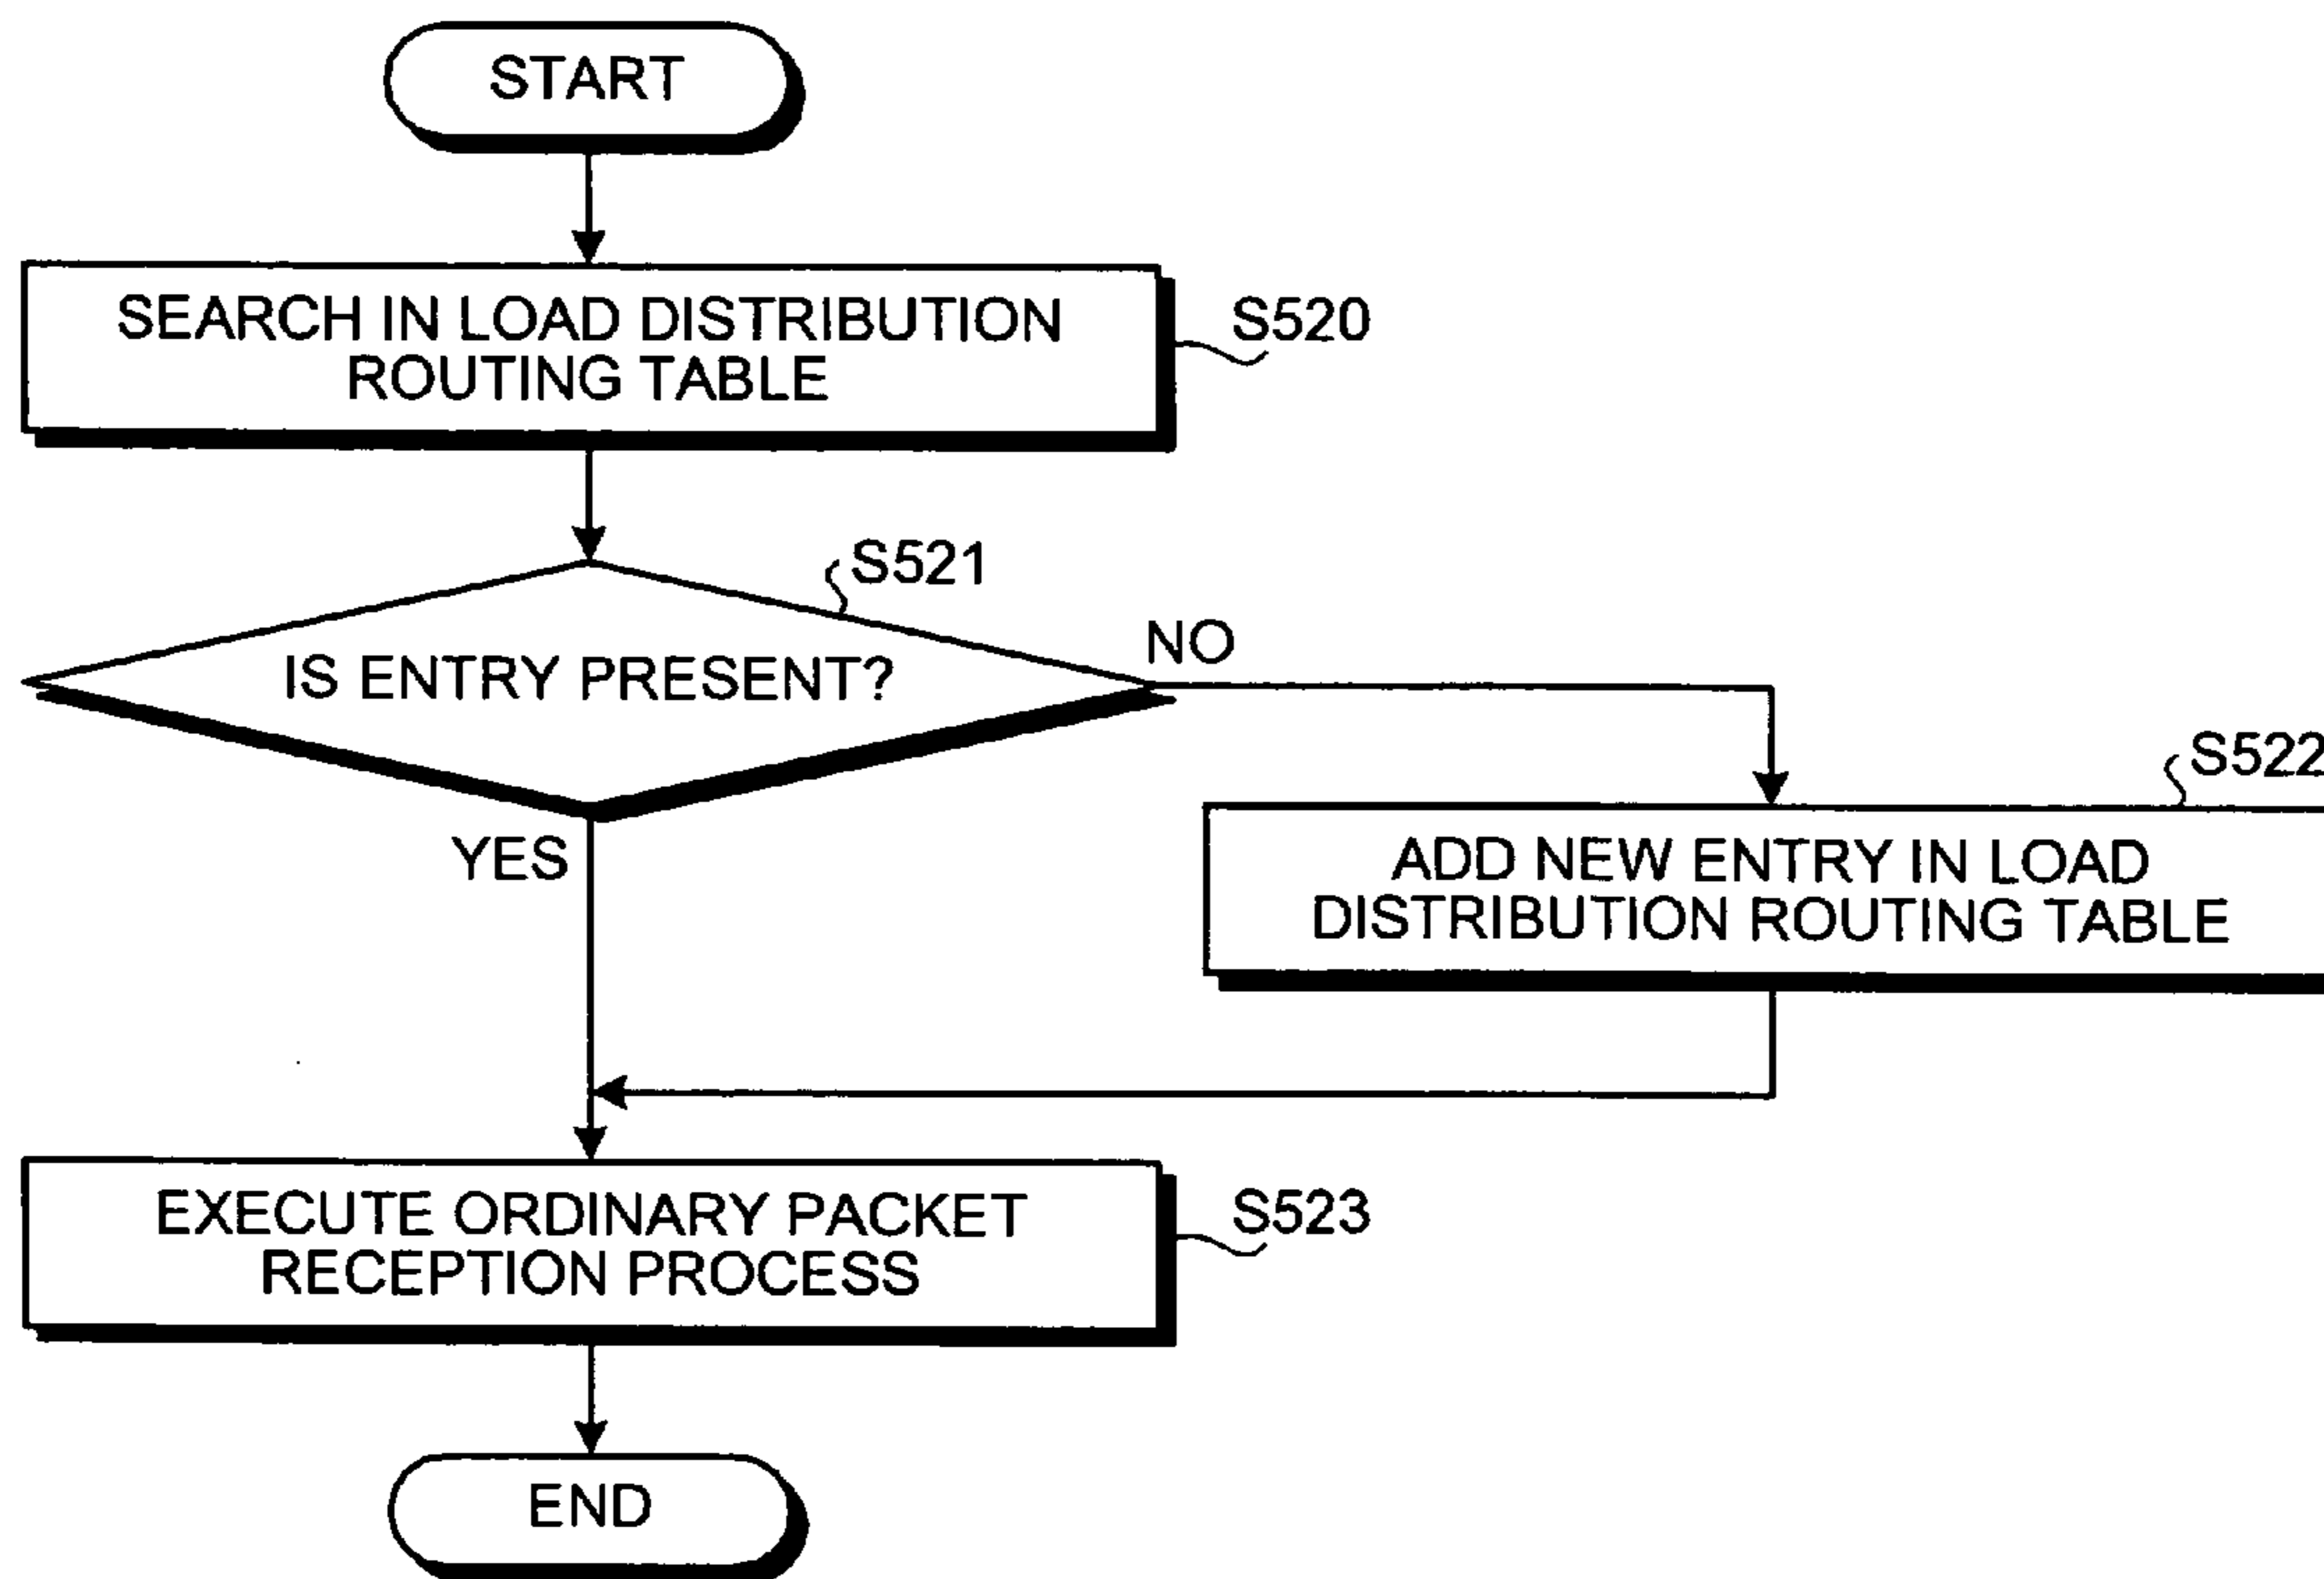 START
SEARCH IN LOAD DISTRIBUTION
ROUTING TABLE
S520
S521
IS ENTRY PRESENT?
NO
YES
S522
ADD NEW ENTRY IN LOAD
DISTRIBUTION ROUTING TABLE
EXECUTE ORDINARY PACKET
RECEPTION PROCESS
S523
END